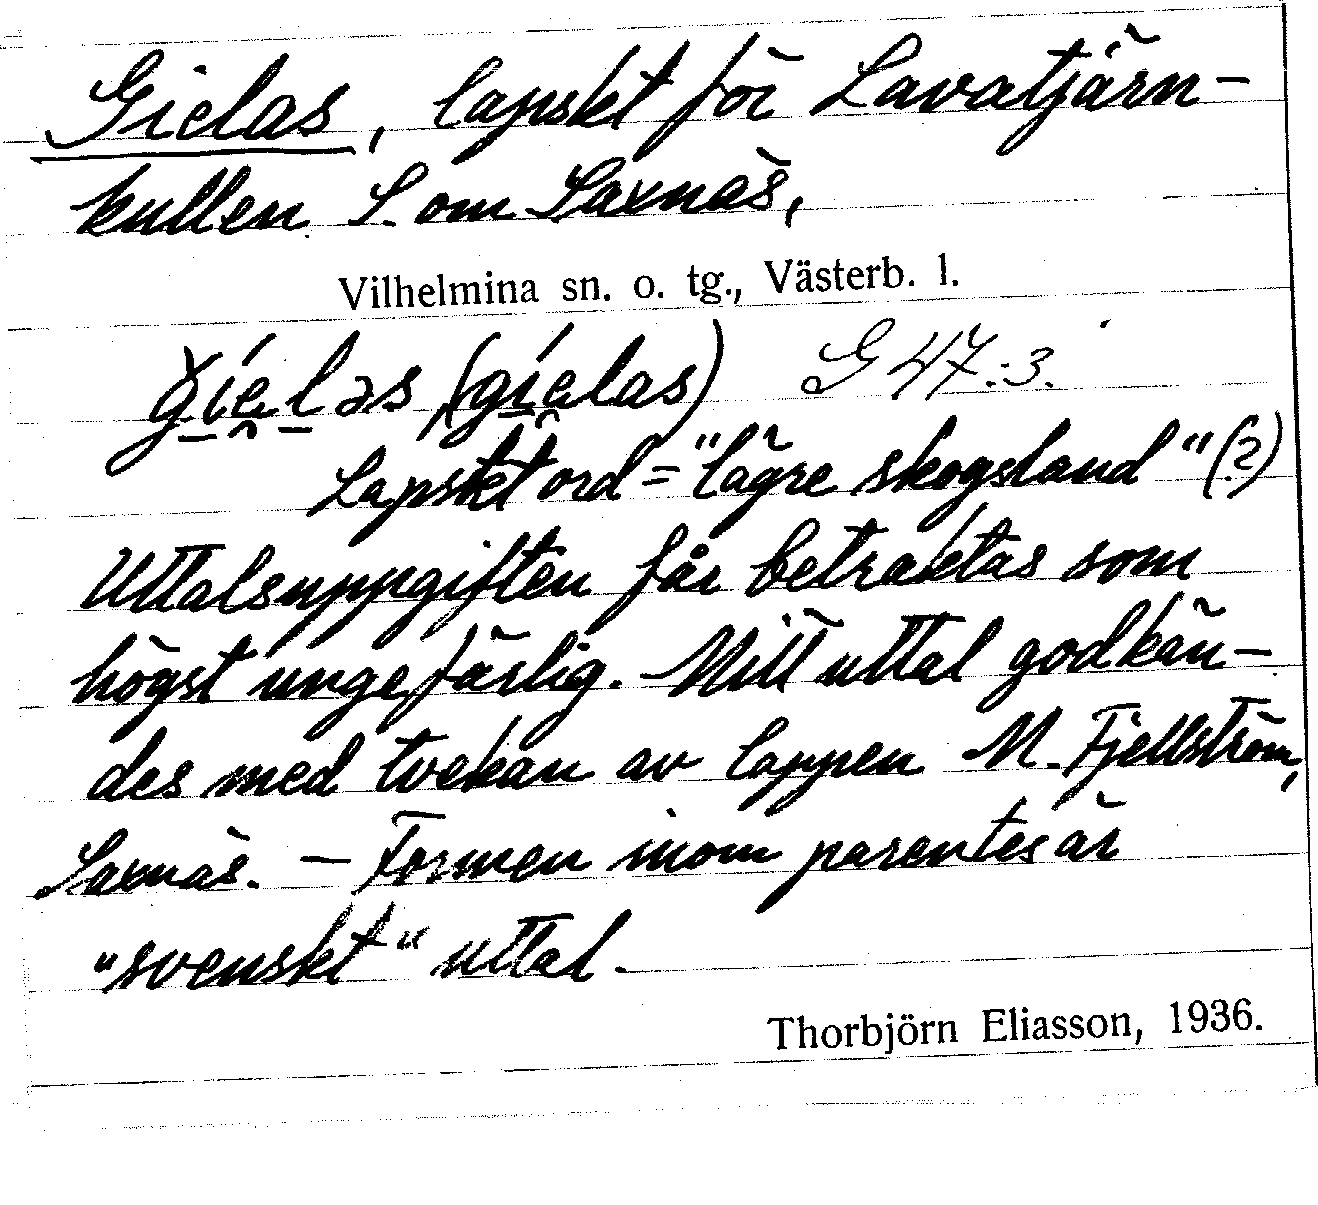 Gielas, lapskt för Lavatjärn-
kullen S. om Saxnäs,
Vilhelmina sn. o. tg., Västerb. l.
gíeləs, (gíelas) G 47:3.
Lapskt ord = "lägre skogsland" (?)
Uttalsuppgiften får betraktas som
högst ungefärlig. Mitt uttal godkän-
des med tvekan av lappen M. Fjellström,
Saxnäs. — Formen inom parentes är
"svenskt" uttal.
Thorbjörn Eliasson, 1936.